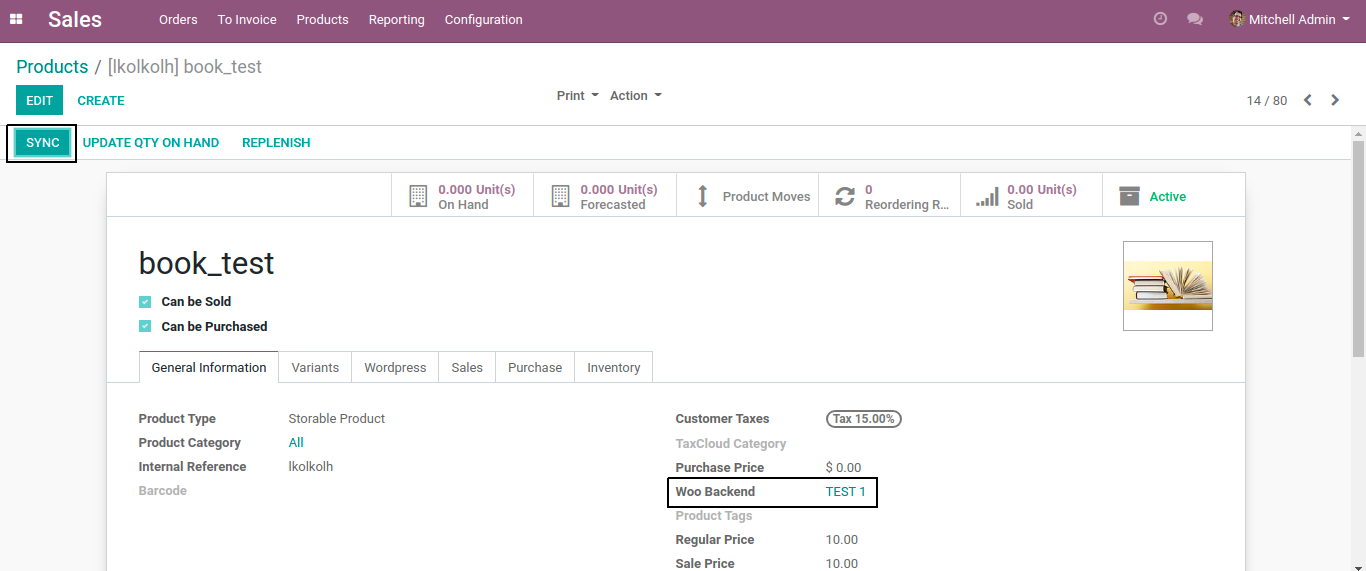 Sales Orders To Invoice Products Reporting Configuration Mitchell Admin
Products / [lkolkolh] book_test
EDIT CREATE Print Action 14 / 80
SYNC UPDATE QTY ON HAND REPLENISH
0.000 Unit(s) 0.000 Unit(s) Product Moves 0 0.00 Unit(s) Active
On Hand Forecasted Reordering R... Sold
book_test
Can be Sold
Can be Purchased
General Information Variants Wordpress Sales Purchase Inventory
Product Type Storable Product Customer Taxes Tax 15.00%
Product Category All TaxCloud Category
Internal Reference lkolkolh Purchase Price $ 0.00
Barcode Woo Backend TEST 1
Product Tags
Regular Price 10.00
Sale Price 10.00